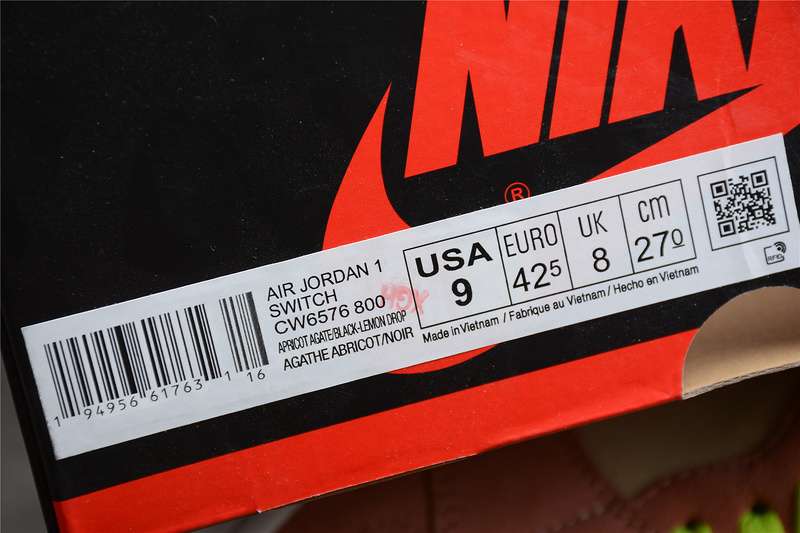 NIKE
®
AIR JORDAN 1
SWITCH
CW6576 800
APRICOT AGATE/BLACK-LEMON DROP
AGATHE ABRICOT/NOIR
1 94956 61763 1 16
USA
9
EURO
425
UK
8
cm
270
Made in Vietnam / Fabrique au Vietnam / Hecho en Vietnam
RFID